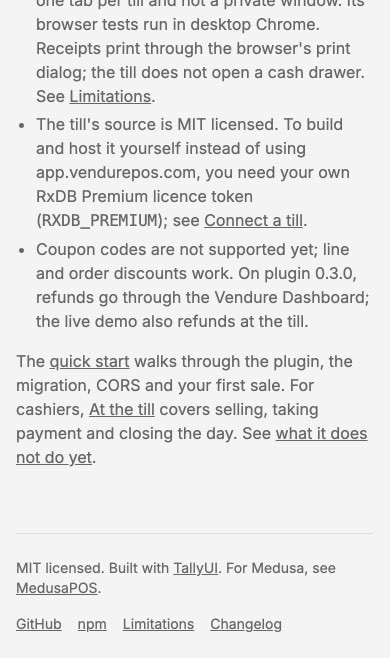 one tab per till and not a private window. Its
browser tests run in desktop Chrome.
Receipts print through the browser's print
dialog; the till does not open a cash drawer.
See Limitations.
• The till's source is MIT licensed. To build
and host it yourself instead of using
app.vendurepos.com, you need your own
RxDB Premium licence token
(RXDB_PREMIUM); see Connect a till.
• Coupon codes are not supported yet; line
and order discounts work. On plugin 0.3.0,
refunds go through the Vendure Dashboard;
the live demo also refunds at the till.
The quick start walks through the plugin, the
migration, CORS and your first sale. For
cashiers, At the till covers selling, taking
payment and closing the day. See what it does
not do yet.
MIT licensed. Built with TallyUI. For Medusa, see
MedusaPOS.
GitHub npm Limitations Changelog